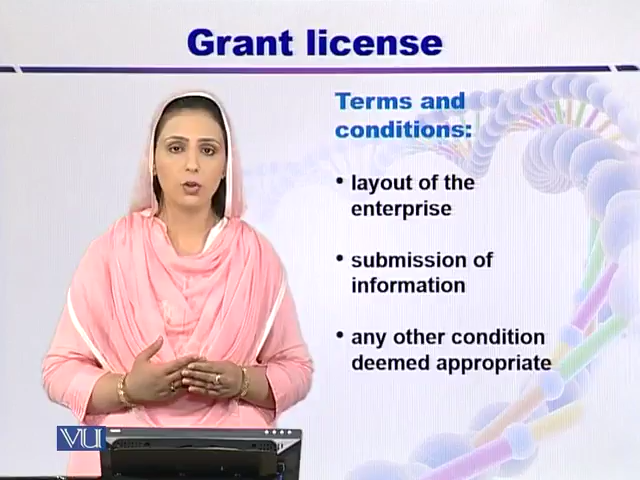 Grant license
Terms and
conditions:
• layout of the
enterprise
• submission of
information
• any other condition
deemed appropriate
VU